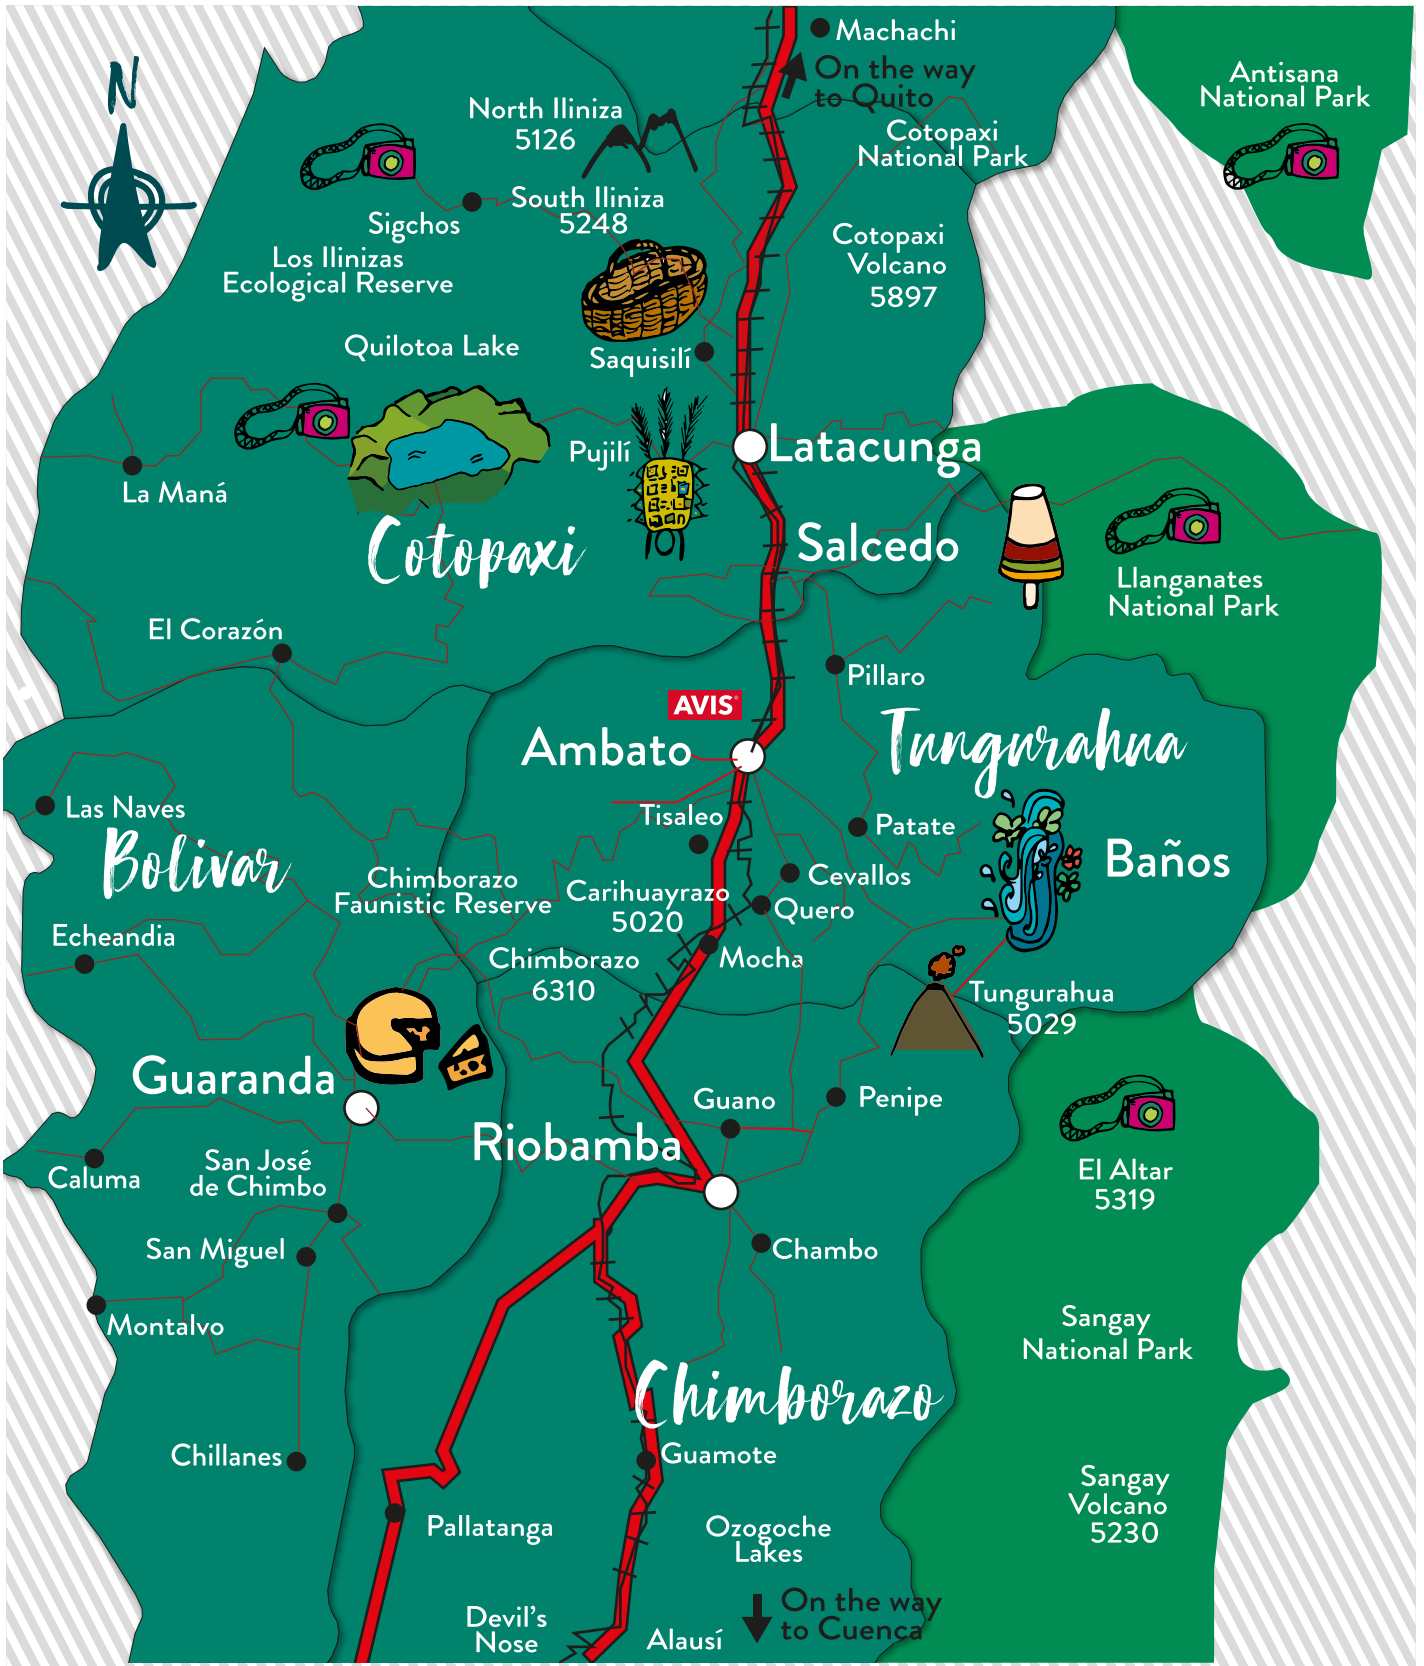 N
Machachi
On the way
to Quito
Antisana
National Park
North Iliniza
5126
Cotopaxi
National Park
South Iliniza
5248
Sigchos
Los Ilinizas
Ecological Reserve
Cotopaxi
Volcano
5897
Quilotoa Lake
Saquisilí
Pujilí
Latacunga
La Maná
Cotopaxi
Salcedo
Llanganates
National Park
El Corazón
Pillaro
AVIS
Ambato
Tungurahua
Las Naves
Tisaleo
Patate
Bolivar
Baños
Chimborazo
Faunistic Reserve
Carihuayrazo
5020
Cevallos
Quero
Echeandia
Chimborazo
6310
Mocha
Tungurahua
5029
Guaranda
Guano
Penipe
Riobamba
Caluma
San José
de Chimbo
El Altar
5319
San Miguel
Chambo
Montalvo
Sangay
National Park
Chimborazo
Chillanes
Guamote
Sangay
Volcano
5230
Pallatanga
Ozogoche
Lakes
Devil's
Nose
Alausí
On the way
to Cuenca